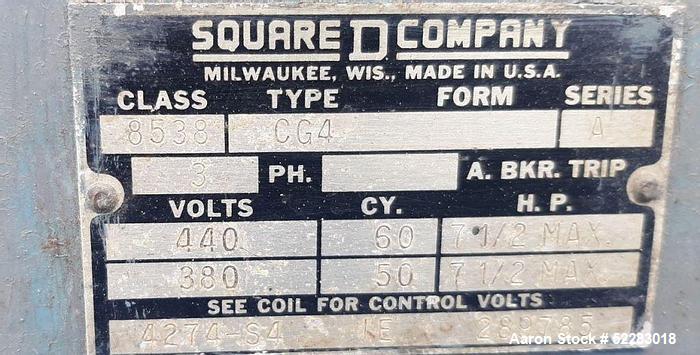 SQUARE D COMPANY
MILWAUKEE, WIS., MADE IN U.S.A.
CLASS TYPE FORM SERIES
8538 CG4 A
3 PH. A. BKR. TRIP
VOLTS CY. H. P.
440 60 7 1/2 MAX.
380 50 7 1/2 MAX.
SEE COIL FOR CONTROL VOLTS
4274-S4 1E
Aaron Stock # 62283018